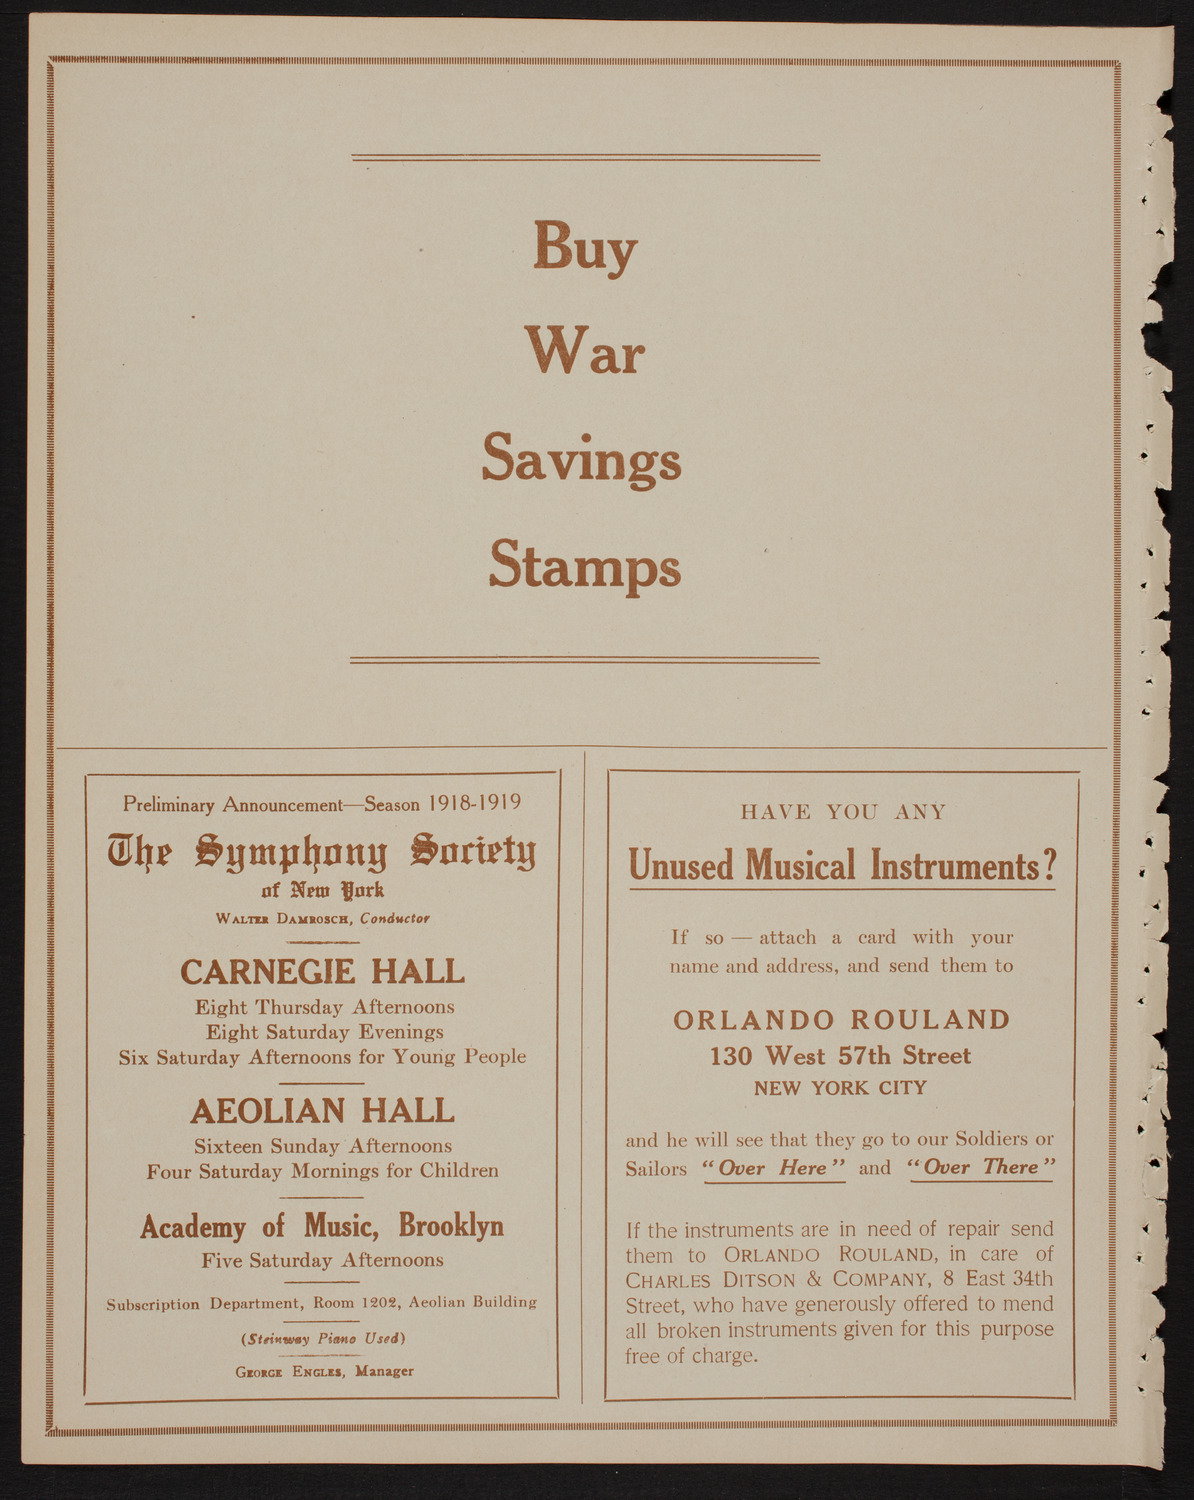 Buy
War
Savings
Stamps
Preliminary Announcement—Season 1918-1919
The Symphony Society
of New York
WALTER DAMROSCH, Conductor
CARNEGIE HALL
Eight Thursday Afternoons
Eight Saturday Evenings
Six Saturday Afternoons for Young People
AEOLIAN HALL
Sixteen Sunday Afternoons
Four Saturday Mornings for Children
Academy of Music, Brooklyn
Five Saturday Afternoons
Subscription Department, Room 1202, Aeolian Building
(Steinway Piano Used)
GEORGE ENGLES, Manager
HAVE YOU ANY
Unused Musical Instruments?
If so — attach a card with your
name and address, and send them to
ORLANDO ROULAND
130 West 57th Street
NEW YORK CITY
and he will see that they go to our Soldiers or
Sailors "Over Here" and "Over There"
If the instruments are in need of repair send
them to ORLANDO ROULAND, in care of
CHARLES DITSON & COMPANY, 8 East 34th
Street, who have generously offered to mend
all broken instruments given for this purpose
free of charge.